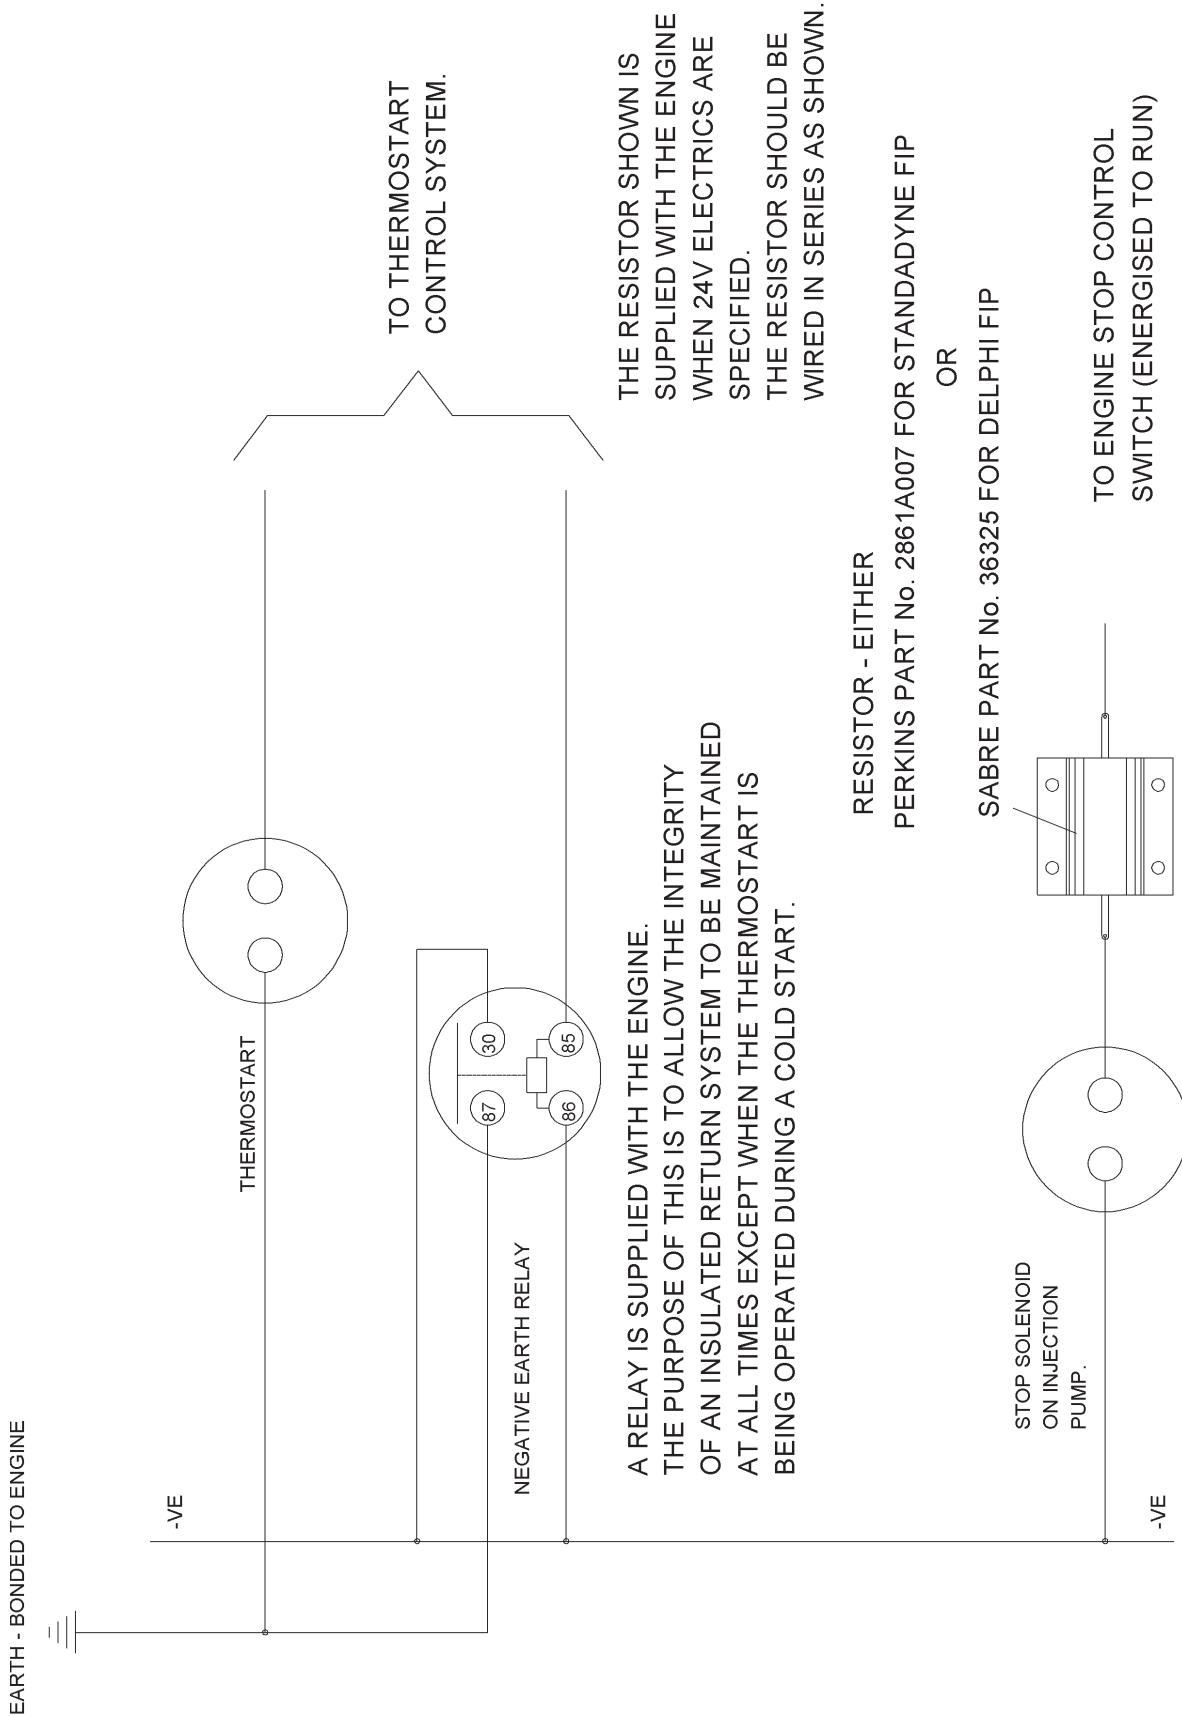 EARTH - BONDED TO ENGINE
-VE
THERMOSTART
TO THERMOSTART
CONTROL SYSTEM.
87
30
86
85
NEGATIVE EARTH RELAY
A RELAY IS SUPPLIED WITH THE ENGINE.
THE PURPOSE OF THIS IS TO ALLOW THE INTEGRITY
OF AN INSULATED RETURN SYSTEM TO BE MAINTAINED
AT ALL TIMES EXCEPT WHEN THE THERMOSTART IS
BEING OPERATED DURING A COLD START.
THE RESISTOR SHOWN IS
SUPPLIED WITH THE ENGINE
WHEN 24V ELECTRICS ARE
SPECIFIED.
THE RESISTOR SHOULD BE
WIRED IN SERIES AS SHOWN.
RESISTOR - EITHER
PERKINS PART No. 2861A007 FOR STANDADYNE FIP
OR
SABRE PART No. 36325 FOR DELPHI FIP
STOP SOLENOID
ON INJECTION
PUMP.
TO ENGINE STOP CONTROL
SWITCH (ENERGISED TO RUN)
-VE